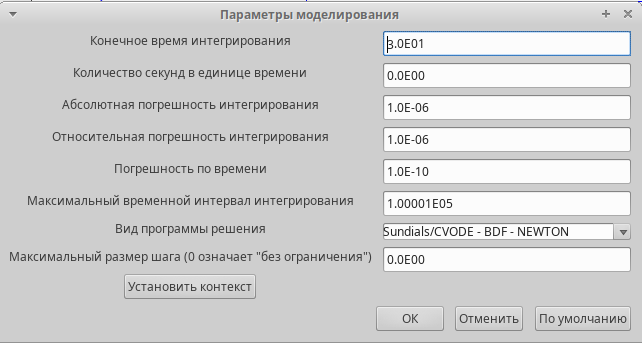 Параметры моделирования
Конечное время интегрирования 3.0E01
Количество секунд в единице времени 0.0E00
Абсолютная погрешность интегрирования 1.0E-06
Относительная погрешность интегрирования 1.0E-06
Погрешность по времени 1.0E-10
Максимальный временной интервал интегрирования 1.00001E05
Вид программы решения Sundials/CVODE - BDF - NEWTON
Максимальный размер шага (0 означает "без ограничения") 0.0E00
Установить контекст
ОК Отменить По умолчанию